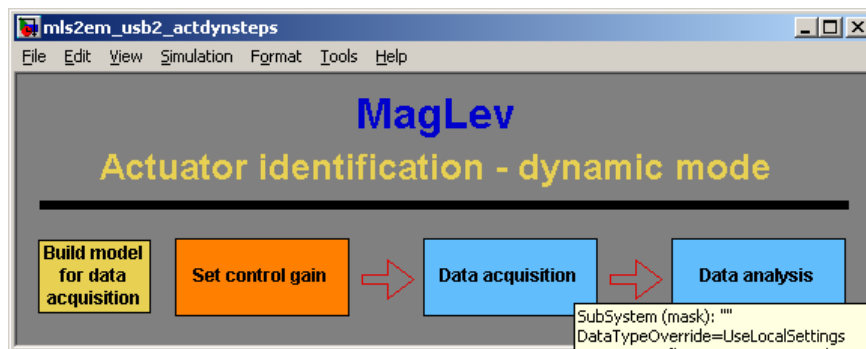 mls2em_usb2_actdynsteps
File Edit View Simulation Format Tools Help
MagLev
Actuator identification - dynamic mode
Build model
for data
acquisition
Set control gain
Data acquisition
Data analysis
SubSystem (mask): ""
DataTypeOverride=UseLocalSettings